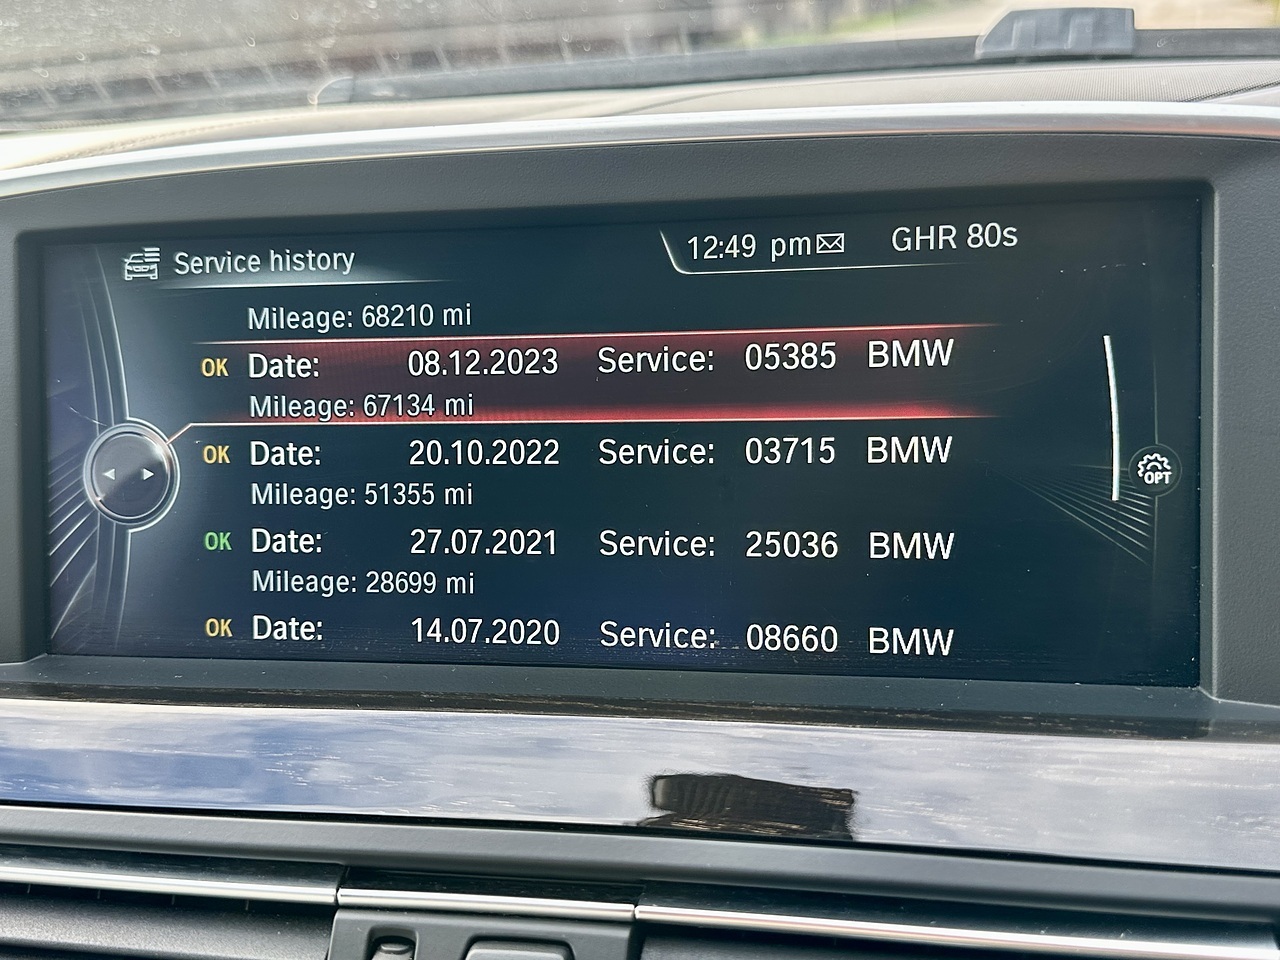 Service history
12:49 pm GHR 80s
Mileage: 68210 mi
OK Date: 08.12.2023 Service: 05385 BMW
Mileage: 67134 mi
OK Date: 20.10.2022 Service: 03715 BMW
Mileage: 51355 mi
OK Date: 27.07.2021 Service: 25036 BMW
Mileage: 28699 mi
OPT
OK Date: 14.07.2020 Service: 08660 BMW